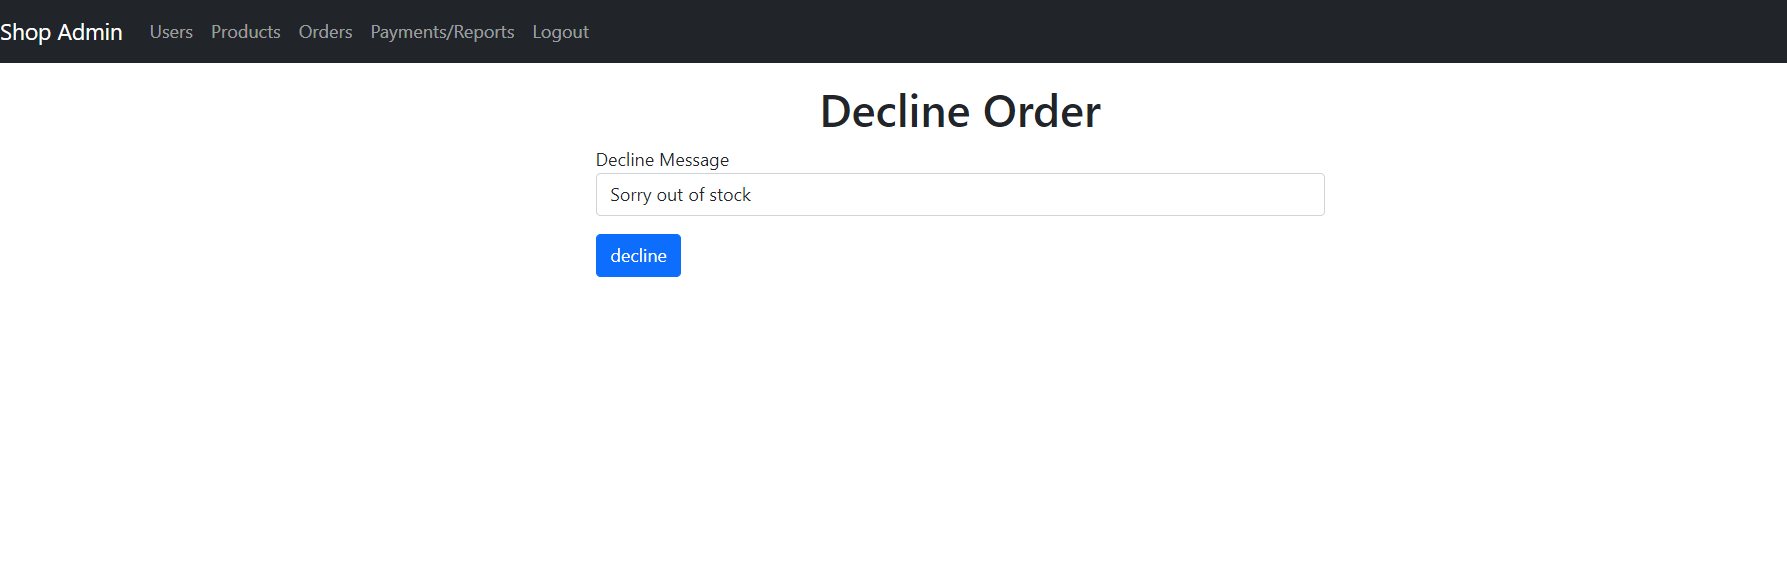 Shop Admin Users Products Orders Payments/Reports Logout
Decline Order
Decline Message
Sorry out of stock
decline